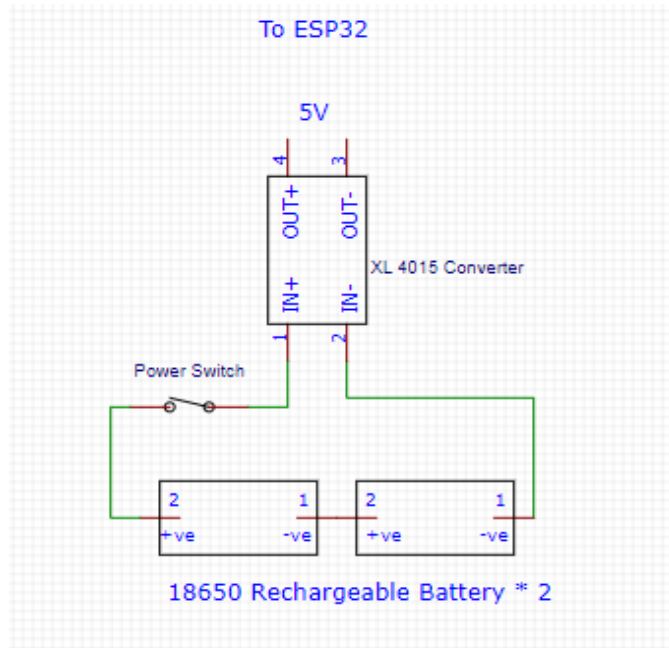 To ESP32
5V
4 3
OUT+ OUT-
XL 4015 Converter
IN+ IN-
1 2
Power Switch
2 1 2 1
+ve -ve +ve -ve
18650 Rechargeable Battery * 2